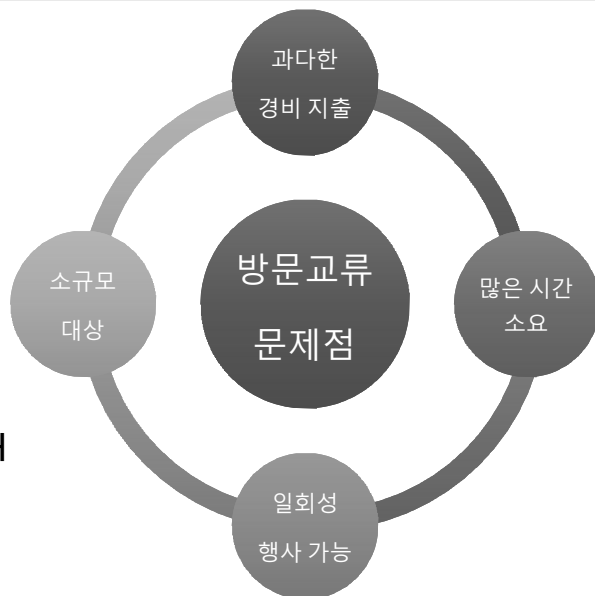 과다한
경비 지출
소규모
대상
방문교류
문제점
많은 시간
소요
일회성
행사 가능